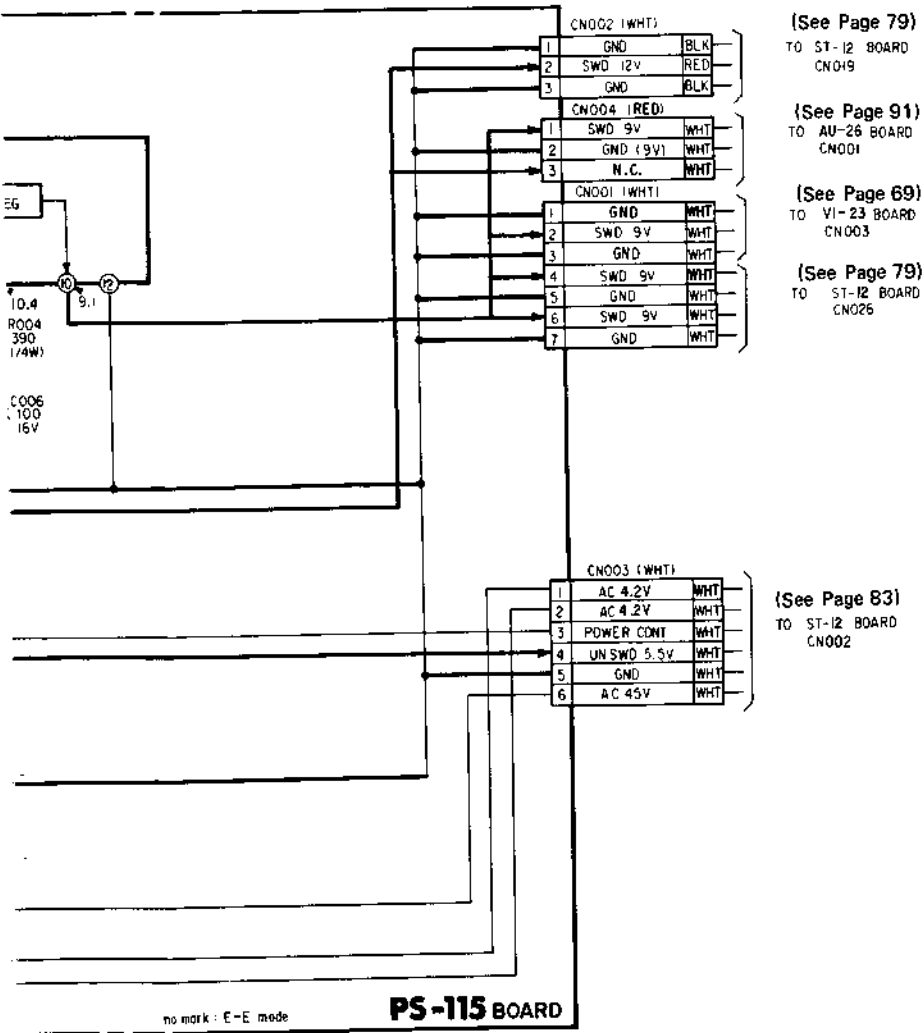 CN002 (WHT)
1 GND BLK
2 SWD 12V RED
3 GND BLK
(See Page 79)
TO ST-12 BOARD
CN019
CN004 (RED)
1 SWD 9V WHT
2 GND (9V) WHT
3 N.C. WHT
(See Page 91)
TO AU-26 BOARD
CN001
CN001 (WHT)
1 GND WHT
2 SWD 9V WHT
3 GND WHT
4 SWD 9V WHT
5 GND WHT
6 SWD 9V WHT
7 GND WHT
(See Page 69)
TO VI-23 BOARD
CN003
(See Page 79)
TO ST-12 BOARD
CN026
EG
10 12
10.4 9.1
R004
390
1/4W)
C006
100
16V
CN003 (WHT)
1 AC 4.2V WHT
2 AC 4.2V WHT
3 POWER CONT WHT
4 UNSWD 5.5V WHT
5 GND WHT
6 AC 45V WHT
(See Page 83)
TO ST-12 BOARD
CN002
no mark : E-E mode
PS-115 BOARD